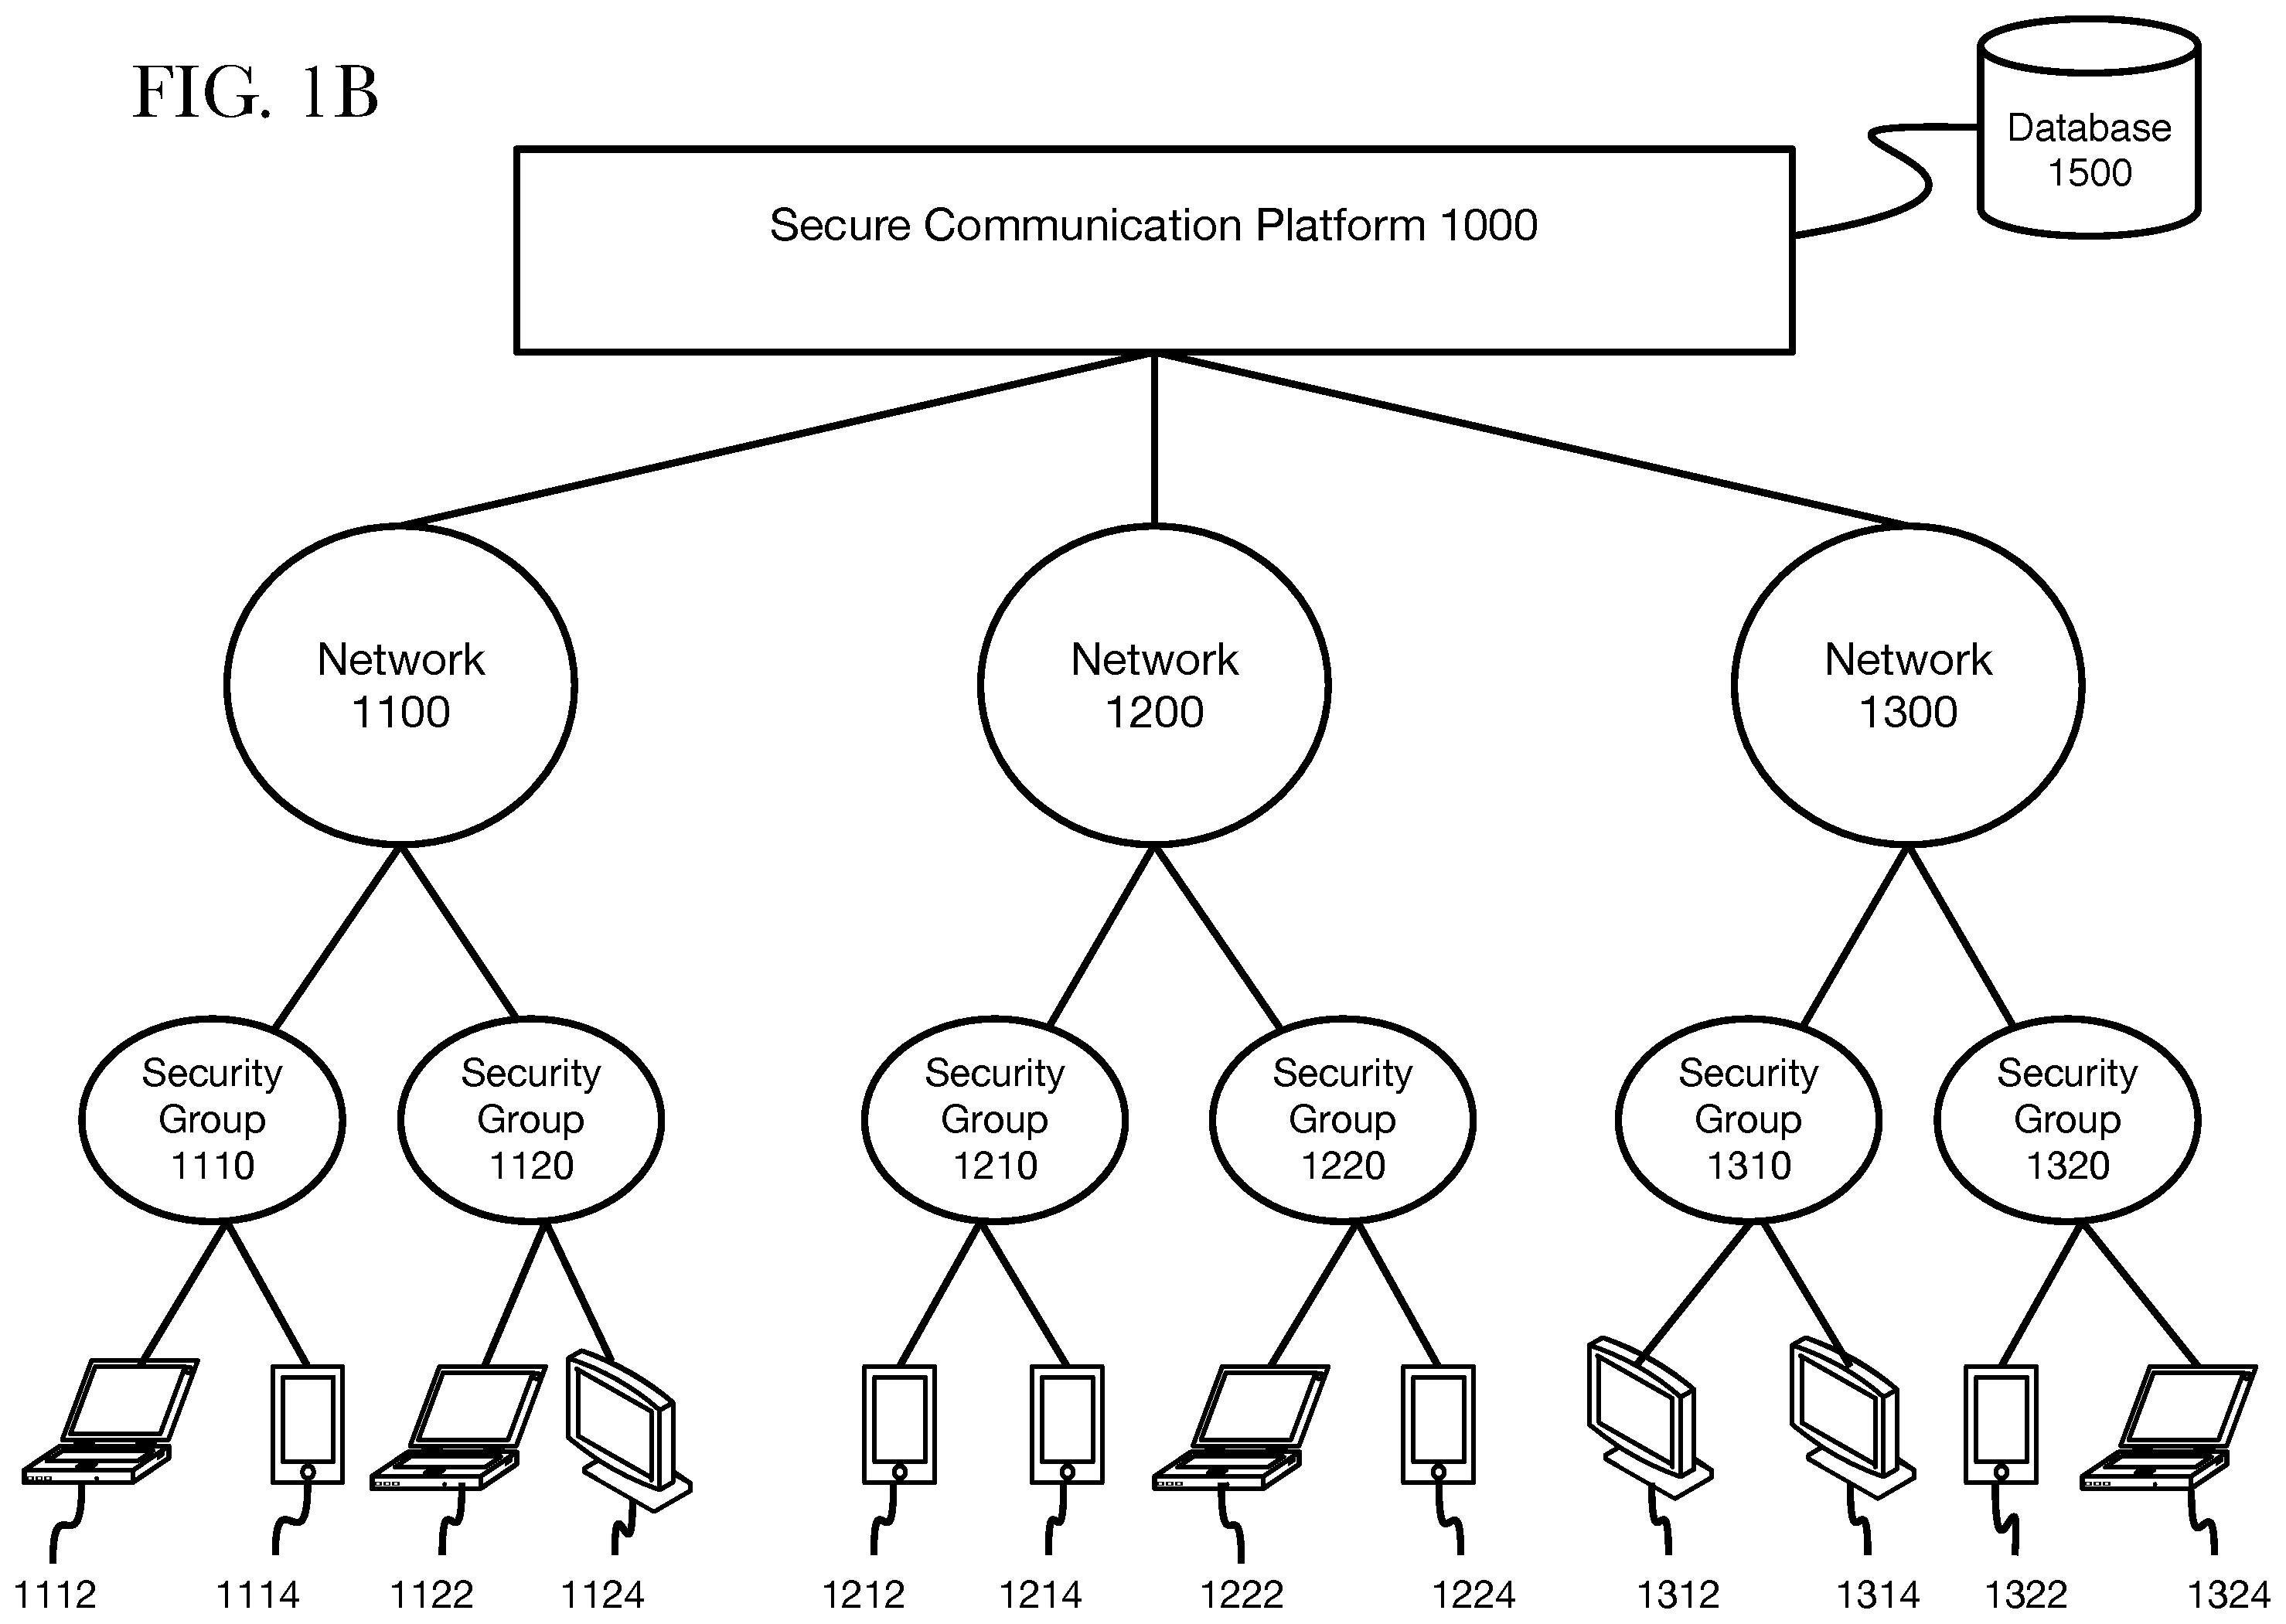 FIG. 1B
Database
1500
Secure Communication Platform 1000
Network
1100
Network
1200
Network
1300
Security
Group
1110
Security
Group
1120
Security
Group
1210
Security
Group
1220
Security
Group
1310
Security
Group
1320
1112
1114
1122
1124
1212
1214
1222
1224
1312
1314
1322
1324